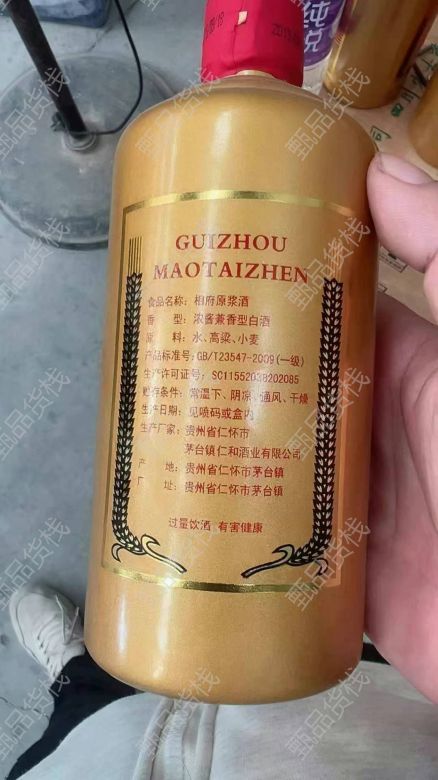 GUIZHOU
MAOTAIZHEN
食品名称：相府原浆酒
香 型：浓酱兼香型白酒
原 料：水、高粱、小麦
产品标准号：GB/T23547-2009(一级)
生产许可证号：SC11552038202085
贮存条件：常温下、阴凉、通风、干燥
生产日期：见喷码或盒内
生产厂家：贵州省仁怀市
茅台镇仁和酒业有限公司
产 地：贵州省仁怀市茅台镇
厂 址：贵州省仁怀市茅台镇
过量饮酒 有害健康
甄品货栈